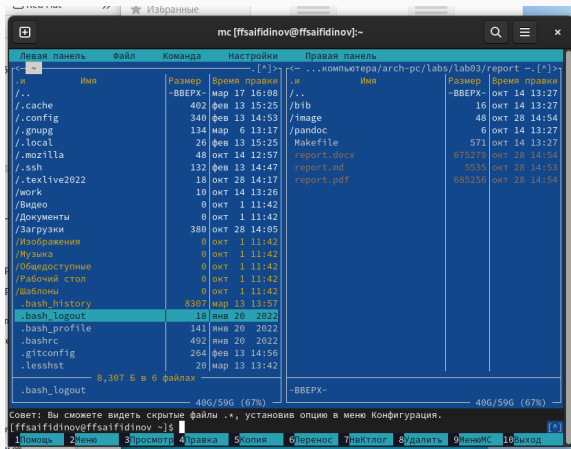 Избранные
mc [ffsaifidinov@ffsaifidinov]:~
Левая панель Файл Команда Настройки Правая панель
<─ ~ ─.[^]> <─ ...компьютера/arch-pc/labs/lab03/report ─.[^]>
.и Имя Размер Время правки .и Имя Размер Время правки
/.. -ВВЕРХ- мар 17 16:08 /.. -ВВЕРХ- окт 14 13:27
/.cache 402 фев 13 15:25 /bib 16 окт 14 13:27
/.config 340 фев 13 14:53 /image 48 окт 28 14:54
/.gnupg 134 мар 6 13:17 /pandoc 6 окт 14 13:27
/.local 26 фев 13 15:25 Makefile 571 окт 14 13:27
/.mozilla 48 окт 14 12:57 report.docx 675279 окт 28 14:54
/.ssh 132 фев 13 14:47 report.md 5535 окт 28 14:53
/.texlive2022 18 окт 28 14:17 report.pdf 685256 окт 28 14:54
/work 10 окт 14 13:26
/Видео 0 окт 1 11:42
/Документы 0 окт 1 11:42
/Загрузки 380 окт 28 14:05
/Изображения 0 окт 1 11:42
/Музыка 0 окт 1 11:42
/Общедоступные 0 окт 1 11:42
/Рабочий стол 0 окт 1 11:42
/Шаблоны 0 окт 1 11:42
.bash_history 8307 мар 13 13:57
.bash_logout 18 янв 20 2022
.bash_profile 141 янв 20 2022
.bashrc 492 янв 20 2022
.gitconfig 264 фев 13 14:56
.lesshst 20 мар 13 13:42
8,307 Б в 6 файлах
.bash_logout -ВВЕРХ-
40G/59G (67%) 40G/59G (67%)
Совет: Вы сможете видеть скрытые файлы .*, установив опцию в меню Конфигурация.
[ffsaifidinov@ffsaifidinov ~]$ [^]
1Помощь 2Меню 3Просмотр 4Правка 5Копия 6Перенос 7НвКтлог 8Удалить 9МенюМС 10Выход